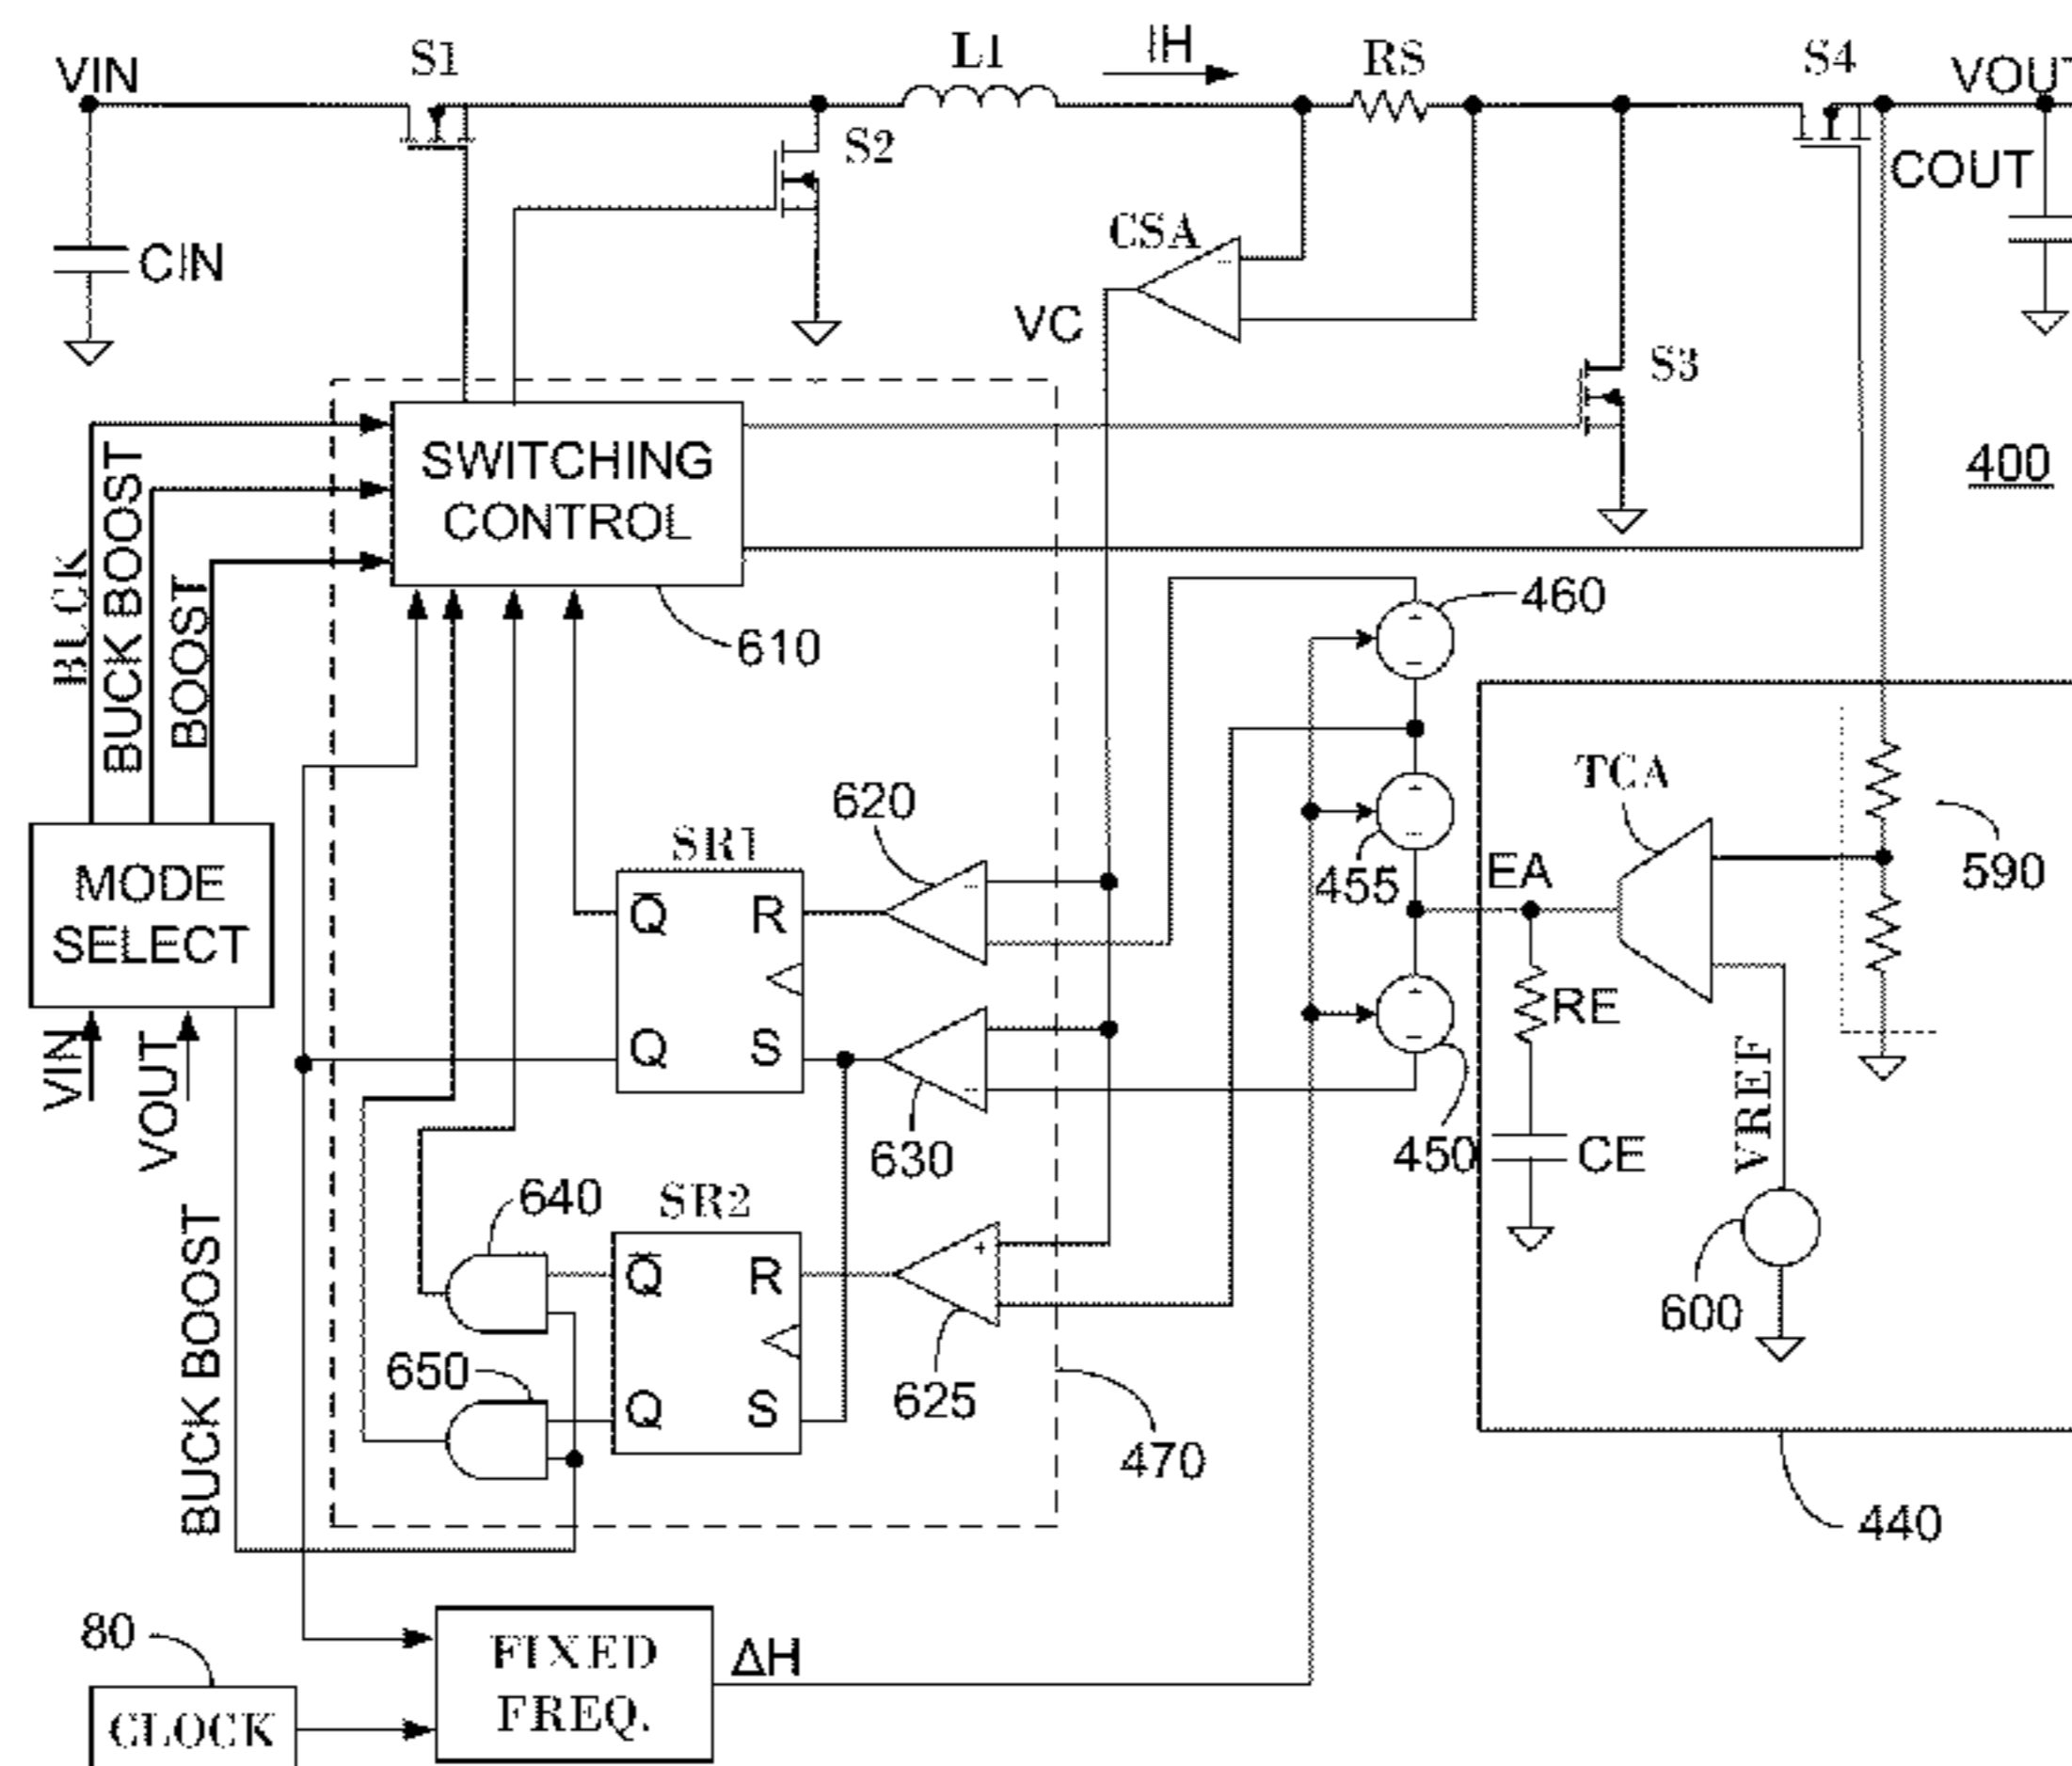 VIN
S1
L1
IH
RS
S4
VOUT
S2
CIN
CSA
COUT
VC
S3
400
SWITCHING
CONTROL
BUCK
BUCK BOOST
BOOST
610
460
TCA
620
SR1
455
EA
590
MODE
SELECT
Q
R
Q
S
RE
VIN
VOUT
630
450
CE
VREF
640
SR2
600
Q
R
650
Q
S
625
470
440
BUCK BOOST
80
FIXED
FREQ.
ΔH
CLOCK